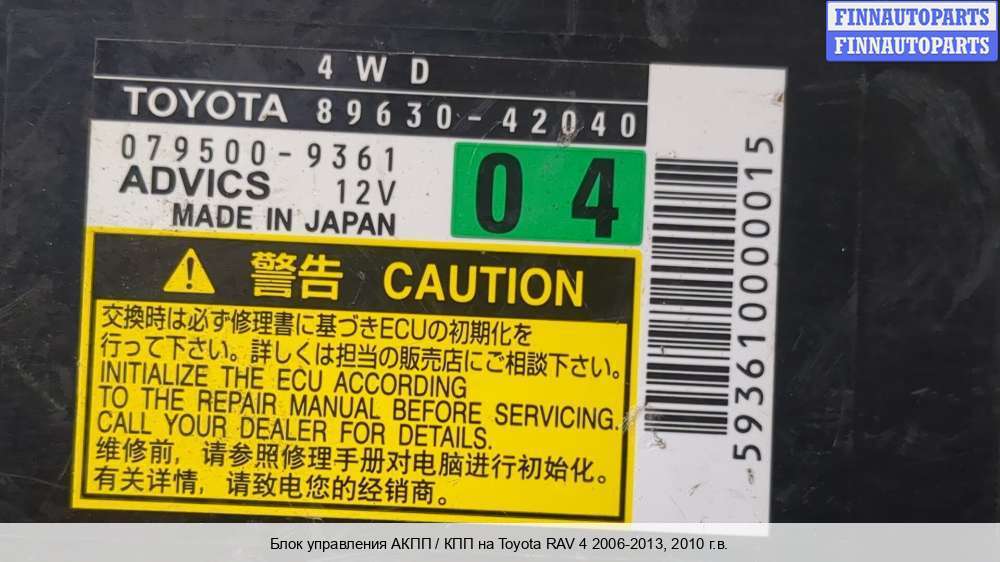 FINNAUTOPARTS
FINNAUTOPARTS
4WD
TOYOTA 89630-42040
079500-9361
ADVICS 12V
MADE IN JAPAN
04
5936100000015
警告 CAUTION
交換時は必ず修理書に基づきECUの初期化を
行って下さい。詳しくは担当の販売店にご相談下さい。
INITIALIZE THE ECU ACCORDING
TO THE REPAIR MANUAL BEFORE SERVICING.
CALL YOUR DEALER FOR DETAILS.
维修前，请参照修理手册对电脑进行初始化。
有关详情，请致电您的经销商。
Блок управления АКПП / КПП на Toyota RAV 4 2006-2013, 2010 г.в.